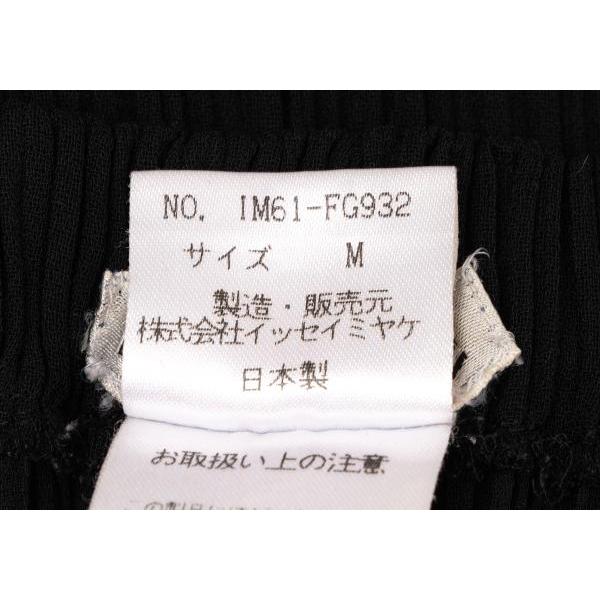 NO. IM61-FG932
サイズ M
製造・販売元
株式会社イッセイミヤケ
日本製
お取扱い上の注意